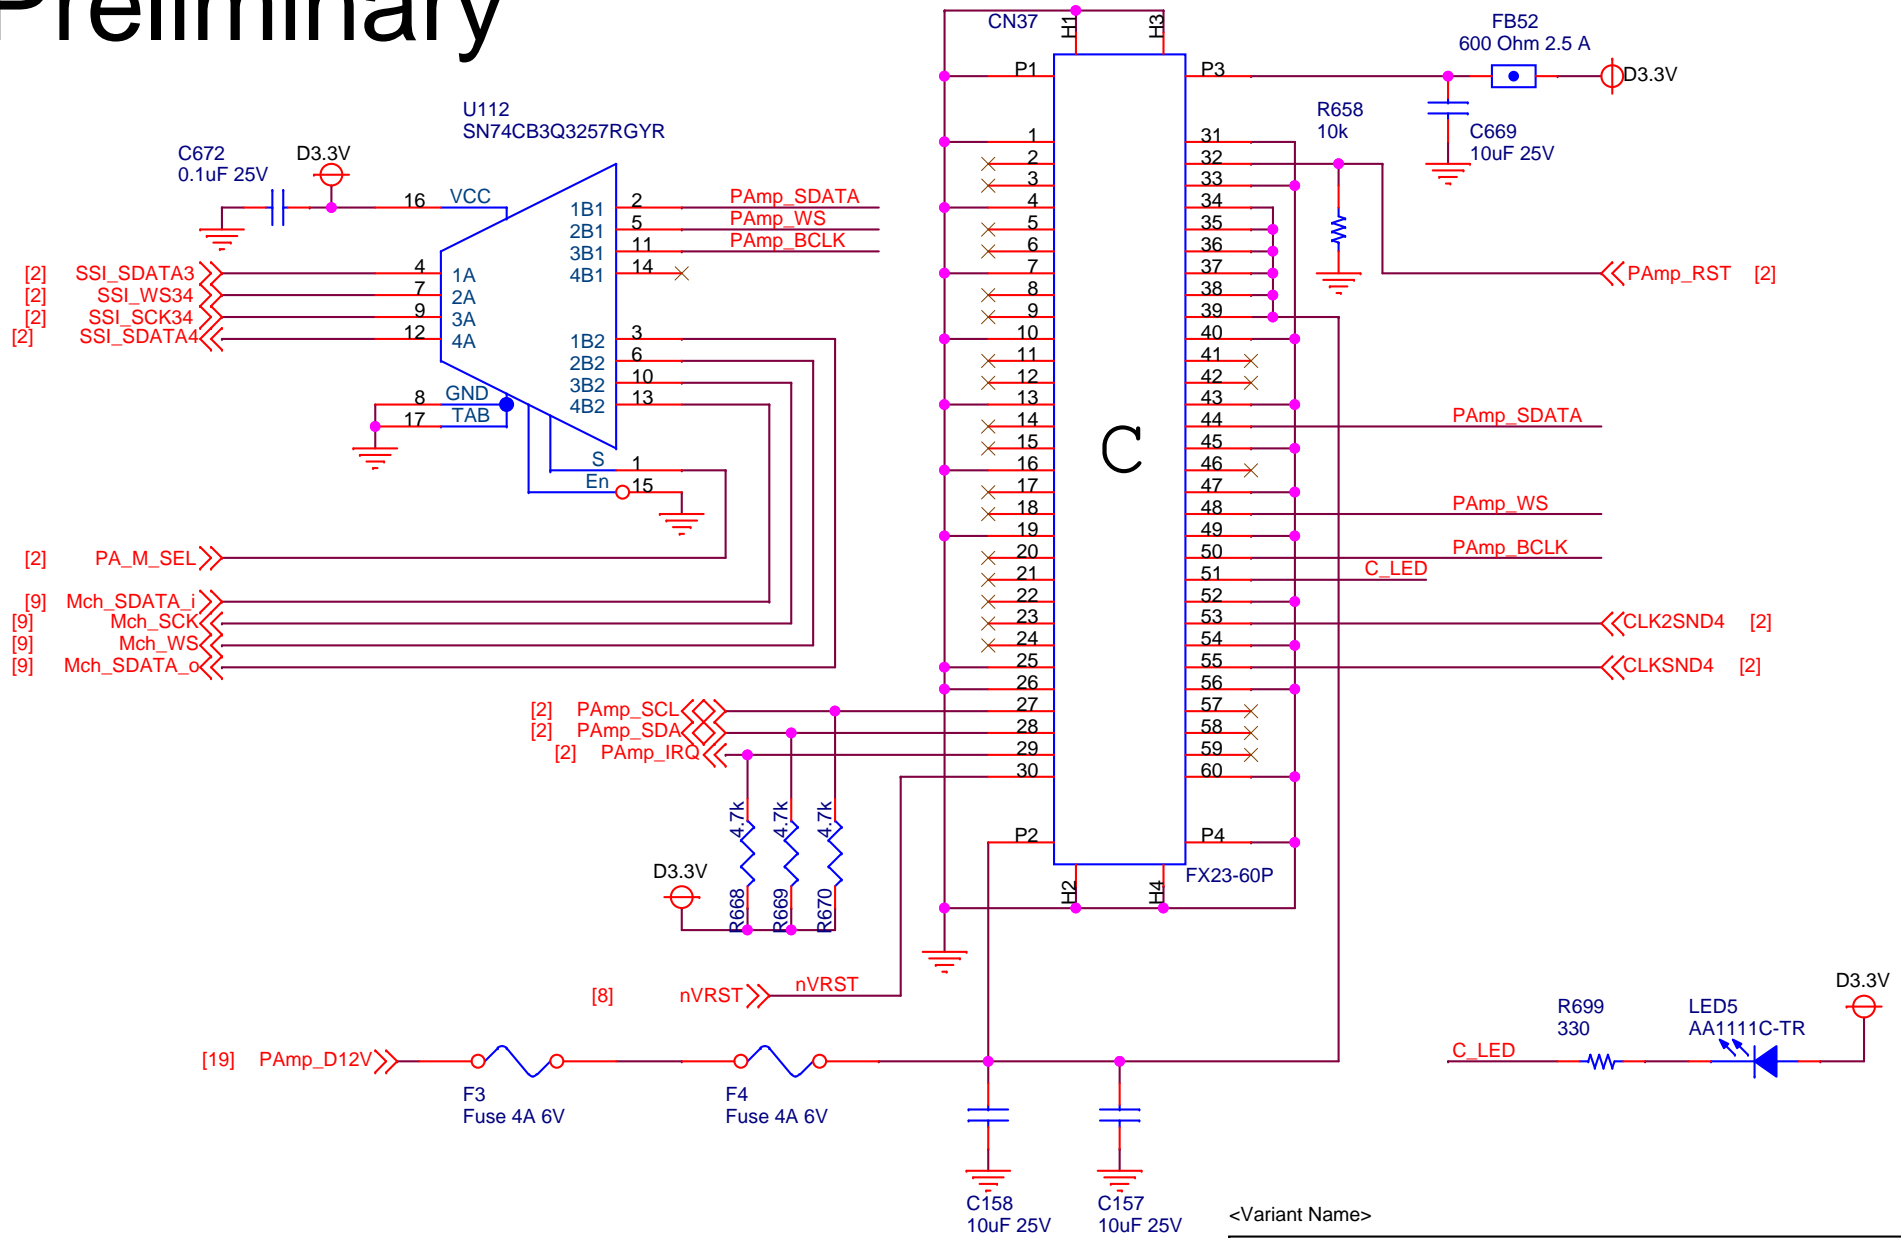 Preliminary
U112
SN74CB3Q3257RGYR
C672
0.1uF 25V
D3.3V
16
VCC
1B1
2
PAmp_SDATA
2B1
5
PAmp_WS
3B1
11
PAmp_BCLK
4B1
14
[2]
SSI_SDATA3
4
1A
[2]
SSI_WS34
7
2A
[2]
SSI_SCK34
9
3A
[2]
SSI_SDATA4
12
4A
1B2
3
2B2
6
3B2
10
4B2
13
8
GND
17
TAB
S
1
En
15
[2]
PA_M_SEL
[9]
Mch_SDATA_i
[9]
Mch_SCK
[9]
Mch_WS
[9]
Mch_SDATA_o
[2]
PAmp_SCL
[2]
PAmp_SDA
[2]
PAmp_IRQ
4.7k
4.7k
4.7k
R668
R669
R670
D3.3V
[8]
nVRST
nVRST
[19]
PAmp_D12V
F3
Fuse 4A 6V
F4
Fuse 4A 6V
C158
10uF 25V
C157
10uF 25V
CN37
H1
H3
P1
1
2
3
4
5
6
7
8
9
10
11
12
13
14
15
16
17
18
19
20
21
22
23
24
25
26
27
28
29
30
P2
C
P3
31
32
33
34
35
36
37
38
39
40
41
42
43
44
45
46
47
48
49
50
51
52
53
54
55
56
57
58
59
60
P4
H2
H4
FX23-60P
FB52
600 Ohm 2.5 A
D3.3V
R658
10k
C669
10uF 25V
PAmp_RST
[2]
PAmp_SDATA
PAmp_WS
PAmp_BCLK
C_LED
CLK2SND4
[2]
CLKSND4
[2]
D3.3V
R699
330
LED5
AA1111C-TR
C_LED
<Variant Name>